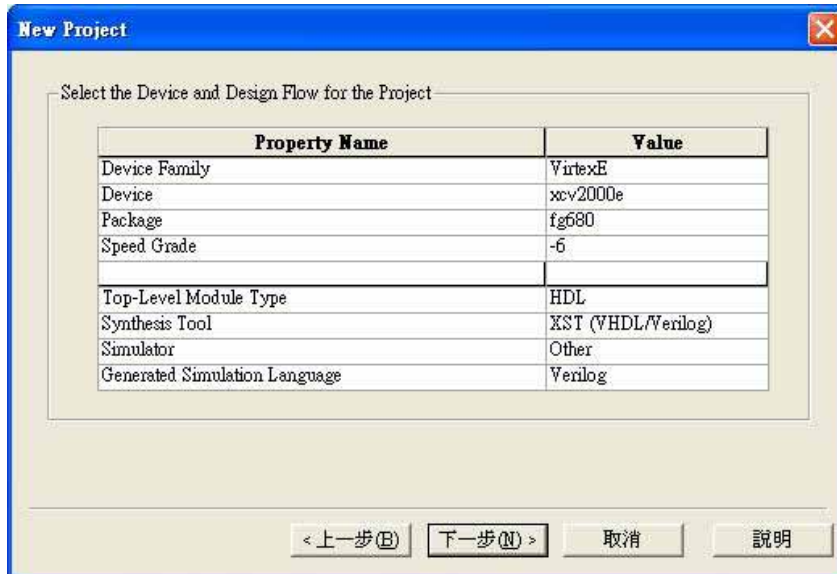 New Project
Select the Device and Design Flow for the Project
Property Name Value
Device Family VirtexE
Device xcv2000e
Package fg680
Speed Grade -6
Top-Level Module Type HDL
Synthesis Tool XST (VHDL/Verilog)
Simulator Other
Generated Simulation Language Verilog
<上一步(B) 下一步(N)> 取消 說明